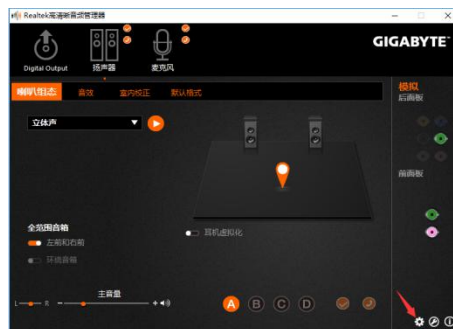 Realtek高清晰音频管理器
GIGABYTE
Digital Output
扬声器
麦克风
喇叭组态
音效
室内校正
默认格式
模拟
后面板
立体声
前面板
全范围音箱
左前和右前
环绕音箱
耳机虚拟化
主音量
L
R
A
B
C
D